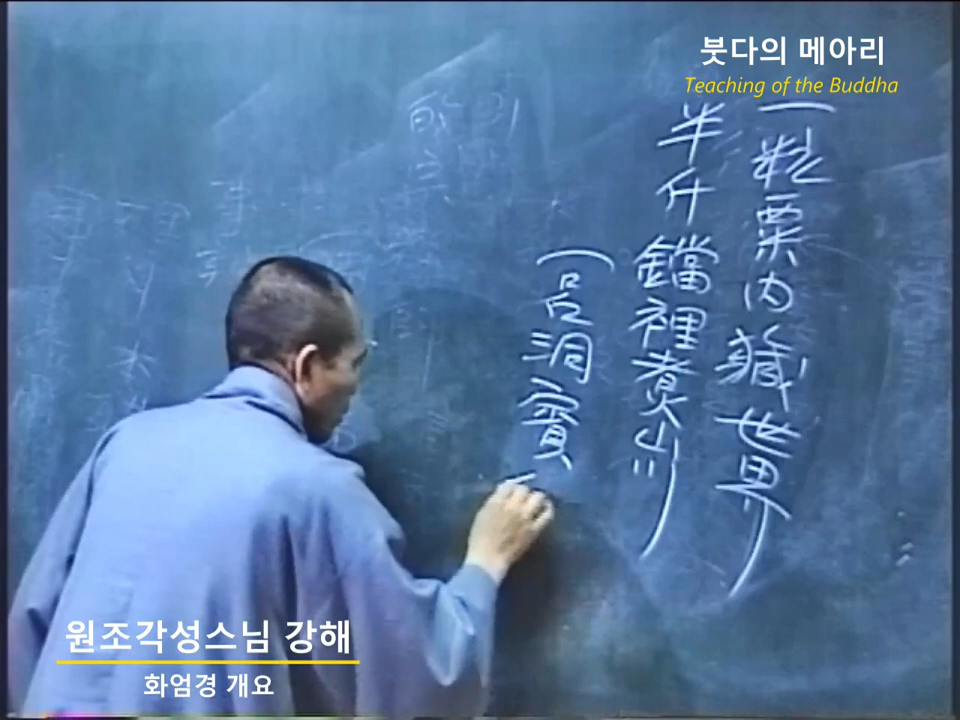 붓다의 메아리
Teaching of the Buddha
一粒粟內藏世界
半升鐺裡煮山川
呂洞賓
원조각성스님 강해
화엄경 개요